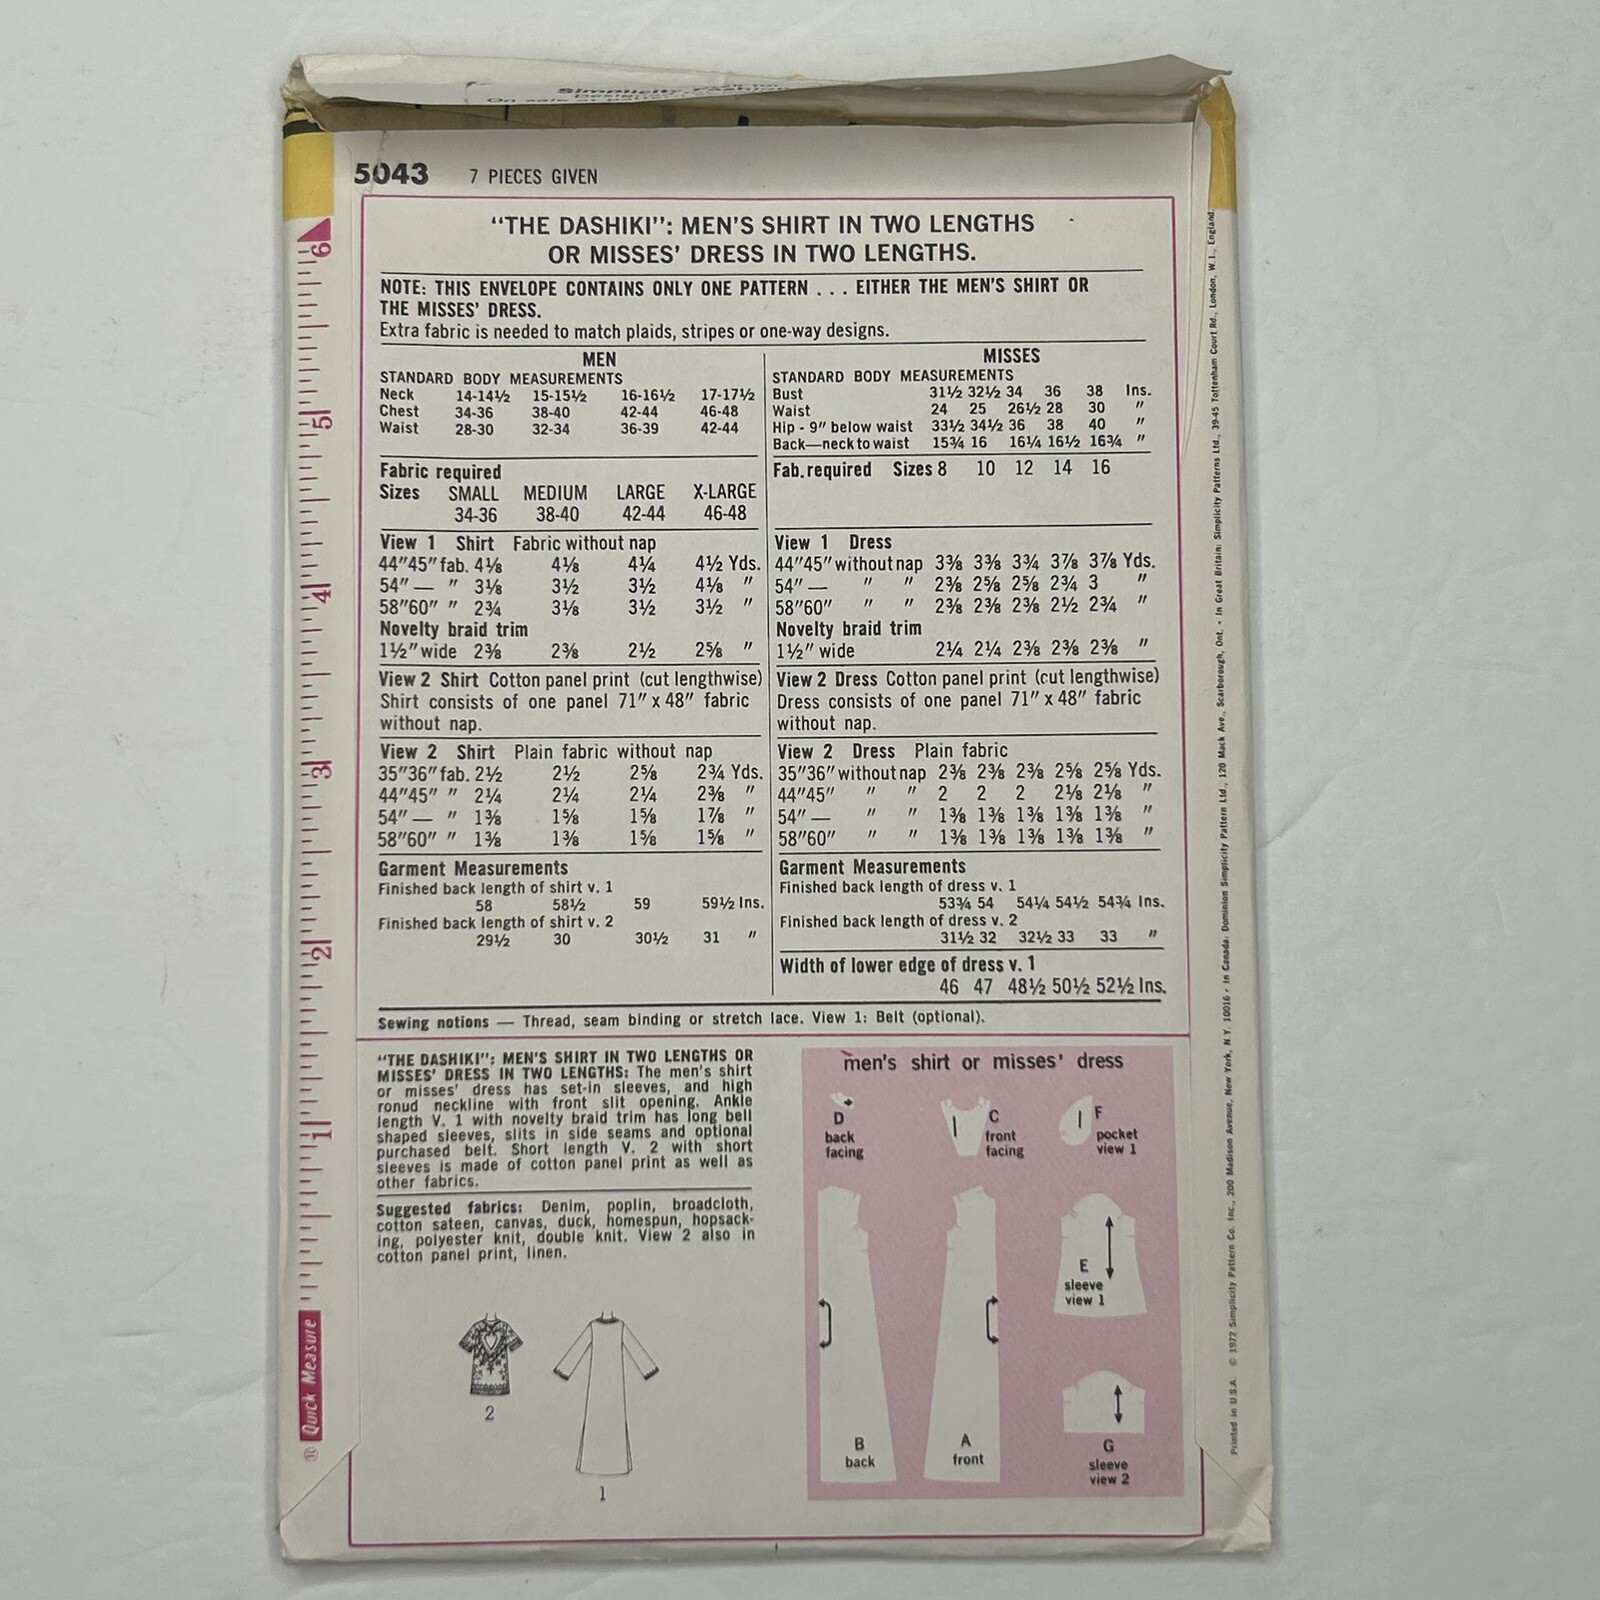 Simplicity
On sale at
5043 7 PIECES GIVEN
"THE DASHIKI": MEN'S SHIRT IN TWO LENGTHS
OR MISSES' DRESS IN TWO LENGTHS.
NOTE: THIS ENVELOPE CONTAINS ONLY ONE PATTERN . . . EITHER THE MEN'S SHIRT OR
THE MISSES' DRESS.
Extra fabric is needed to match plaids, stripes or one-way designs.
MEN
STANDARD BODY MEASUREMENTS
Neck 14-14½ 15-15½ 16-16½ 17-17½
Chest 34-36 38-40 42-44 46-48
Waist 28-30 32-34 36-39 42-44
Fabric required
Sizes SMALL MEDIUM LARGE X-LARGE
34-36 38-40 42-44 46-48
View 1 Shirt Fabric without nap
44"45" fab. 4⅛ 4⅛ 4¼ 4½ Yds.
54" — " 3⅛ 3½ 3½ 4⅛ "
58"60" " 2¾ 3⅛ 3½ 3½ "
Novelty braid trim
1½" wide 2⅜ 2⅜ 2½ 2⅝ "
View 2 Shirt Cotton panel print (cut lengthwise)
Shirt consists of one panel 71" x 48" fabric
without nap.
View 2 Shirt Plain fabric without nap
35"36" fab. 2½ 2½ 2⅝ 2¾ Yds.
44"45" " 2¼ 2¼ 2¼ 2⅜ "
54" — " 1⅜ 1⅝ 1⅝ 1⅞ "
58"60" " 1⅜ 1⅜ 1⅝ 1⅝ "
Garment Measurements
Finished back length of shirt v. 1
58 58½ 59 59½ Ins.
Finished back length of shirt v. 2
29½ 30 30½ 31 "
MISSES
STANDARD BODY MEASUREMENTS
Bust 31½ 32½ 34 36 38 Ins.
Waist 24 25 26½ 28 30 "
Hip - 9" below waist 33½ 34½ 36 38 40 "
Back—neck to waist 15¾ 16 16¼ 16½ 16¾ "
Fab. required Sizes 8 10 12 14 16
View 1 Dress
44"45" without nap 3⅜ 3⅜ 3¾ 3⅞ 3⅞ Yds.
54" — " " 2⅜ 2⅝ 2⅝ 2¾ 3 "
58"60" " " 2⅜ 2⅜ 2⅜ 2½ 2¾ "
Novelty braid trim
1½" wide 2¼ 2¼ 2⅜ 2⅜ 2⅜ "
View 2 Dress Cotton panel print (cut lengthwise)
Dress consists of one panel 71" x 48" fabric
without nap.
View 2 Dress Plain fabric
35"36" without nap 2⅜ 2⅜ 2⅜ 2⅝ 2⅝ Yds.
44"45" " " 2 2 2 2⅛ 2⅛ "
54" — " " 1⅜ 1⅜ 1⅜ 1⅜ 1⅜ "
58"60" " " 1⅜ 1⅜ 1⅜ 1⅜ 1⅜ "
Garment Measurements
Finished back length of dress v. 1
53¾ 54 54¼ 54½ 54¾ Ins.
Finished back length of dress v. 2
31½ 32 32½ 33 33 "
Width of lower edge of dress v. 1
46 47 48½ 50½ 52½ Ins.
Sewing notions — Thread, seam binding or stretch lace. View 1: Belt (optional).
"THE DASHIKI"; MEN'S SHIRT IN TWO LENGTHS OR
MISSES' DRESS IN TWO LENGTHS: The men's shirt
or misses' dress has set-in sleeves, and high
ronud neckline with front slit opening. Ankle
length V. 1 with novelty braid trim has long bell
shaped sleeves, slits in side seams and optional
purchased belt. Short length V. 2 with short
sleeves is made of cotton panel print as well as
other fabrics.
Suggested fabrics: Denim, poplin, broadcloth,
cotton sateen, canvas, duck, homespun, hopsack-
ing, polyester knit, double knit. View 2 also in
cotton panel print, linen.
2
1
men's shirt or misses' dress
D
back
facing
C
front
facing
F
pocket
view 1
E
sleeve
view 1
B
back
A
front
G
sleeve
view 2
6
5
4
3
2
1
Quick Measure
®
Printed in U.S.A. © 1972 Simplicity Pattern Co. Inc., 200 Madison Avenue, New York, N.Y. 10016 • In Canada: Dominion Simplicity Pattern Ltd., 120 Mack Ave., Scarborough, Ont. • In Great Britain: Simplicity Patterns Ltd., 39-45 Tottenham Court Rd., London, W.1., England.